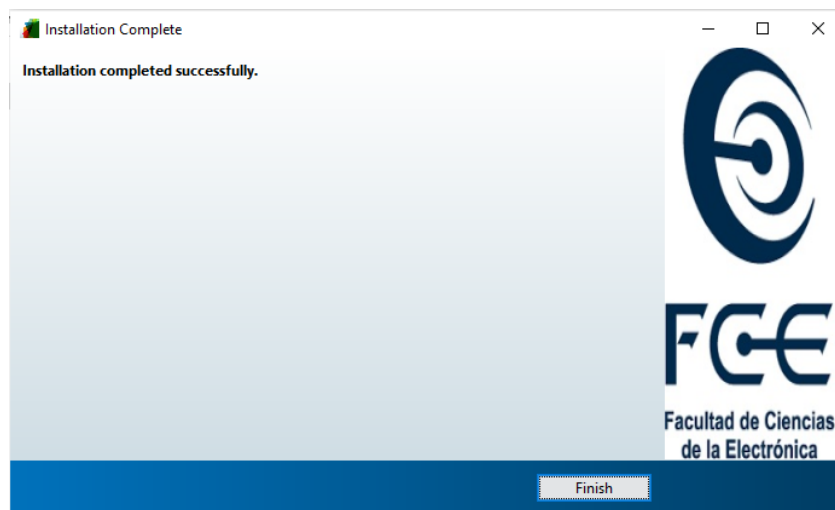 Installation Complete
Installation completed successfully.
FCE
Facultad de Ciencias
de la Electrónica
Finish